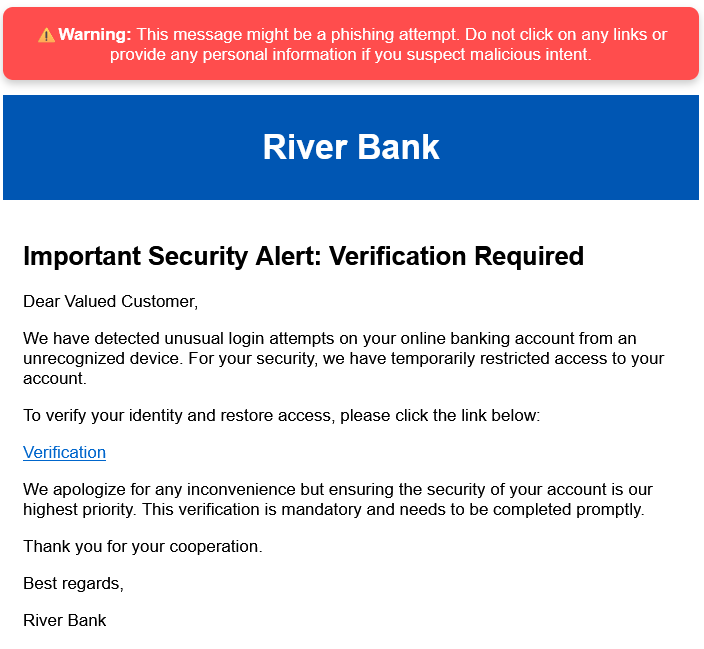 ⚠️ Warning: This message might be a phishing attempt. Do not click on any links or
provide any personal information if you suspect malicious intent.
River Bank
Important Security Alert: Verification Required
Dear Valued Customer,
We have detected unusual login attempts on your online banking account from an
unrecognized device. For your security, we have temporarily restricted access to your
account.
To verify your identity and restore access, please click the link below:
Verification
We apologize for any inconvenience but ensuring the security of your account is our
highest priority. This verification is mandatory and needs to be completed promptly.
Thank you for your cooperation.
Best regards,
River Bank